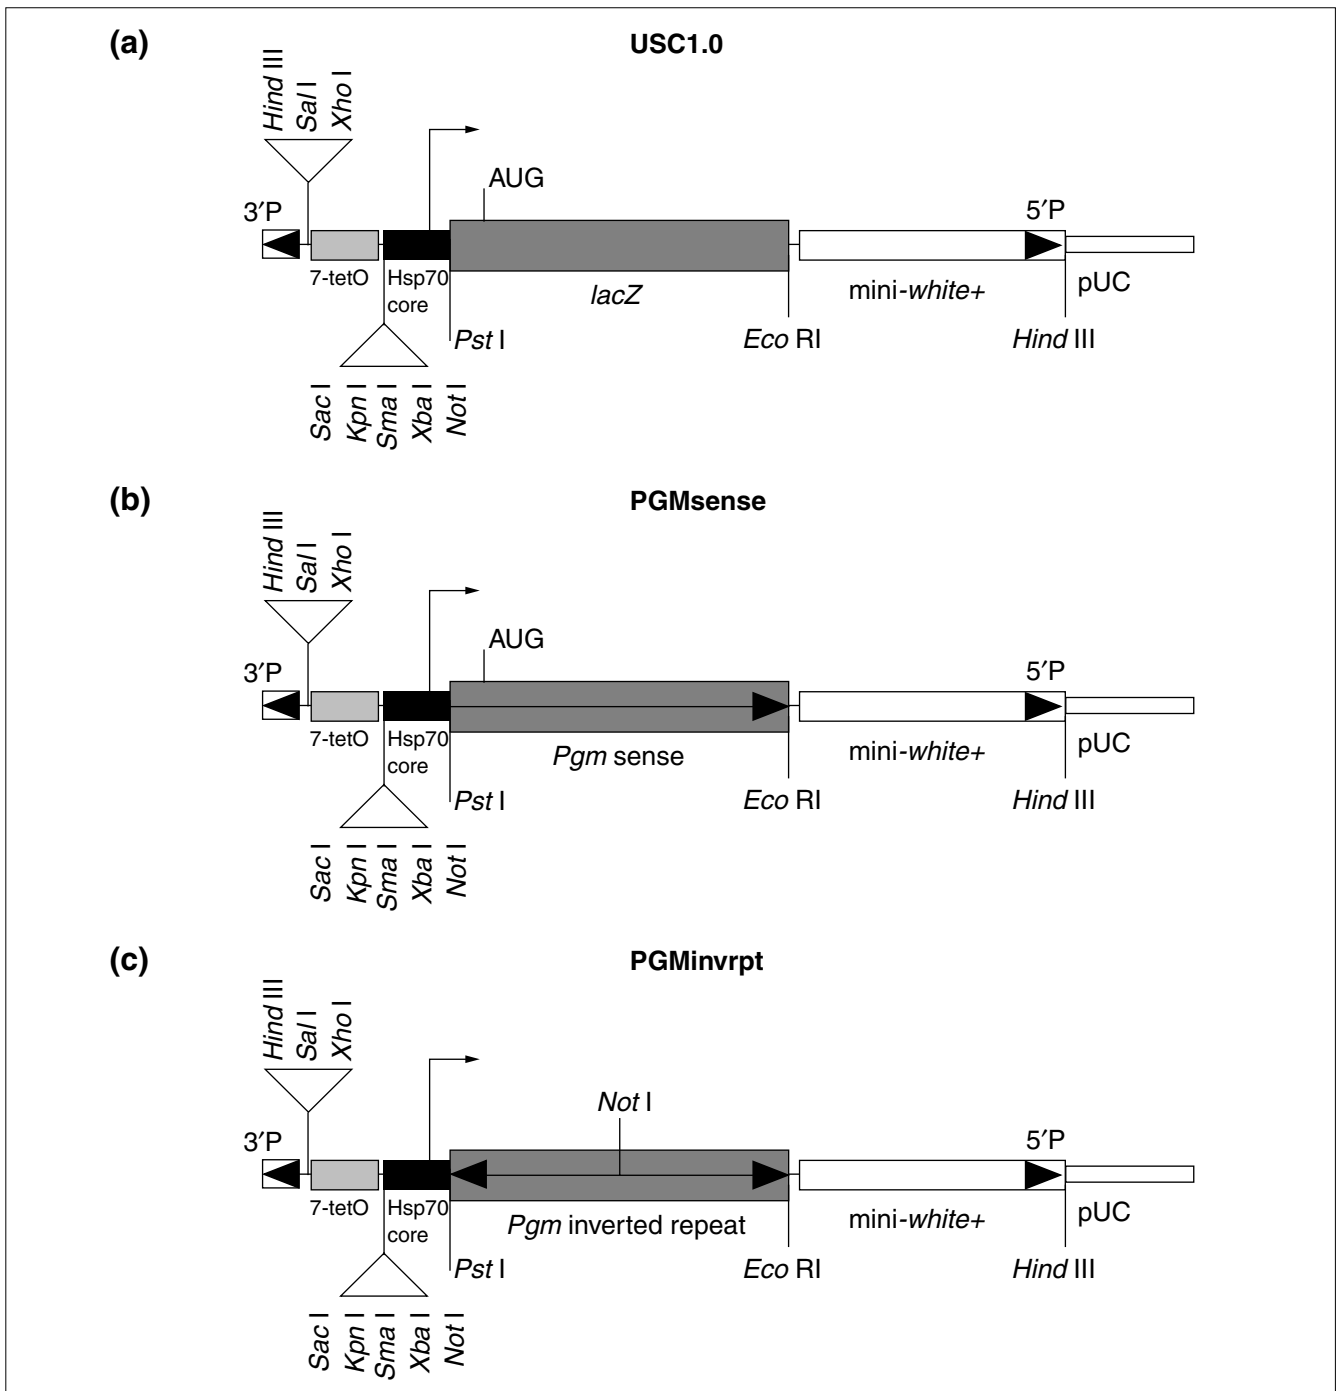 (a)
USC1.0
Hind III
Sal I
Xho I
AUG
3′P
5′P
7-tetO
Hsp70
core
lacZ
mini-white+
pUC
Pst I
Eco RI
Hind III
Sac I
Kpn I
Sma I
Xba I
Not I
(b)
PGMsense
Hind III
Sal I
Xho I
AUG
3′P
5′P
7-tetO
Hsp70
core
Pgm sense
mini-white+
pUC
Pst I
Eco RI
Hind III
Sac I
Kpn I
Sma I
Xba I
Not I
(c)
PGMinvrpt
Hind III
Sal I
Xho I
Not I
3′P
5′P
7-tetO
Hsp70
core
Pgm inverted repeat
mini-white+
pUC
Pst I
Eco RI
Hind III
Sac I
Kpn I
Sma I
Xba I
Not I